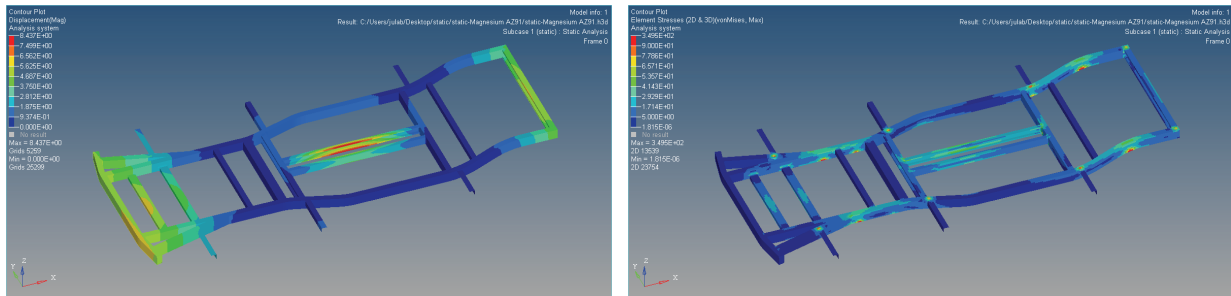 Contour Plot
Displacement(Mag)
Analysis system
8.437E+00
7.499E+00
6.562E+00
5.625E+00
4.687E+00
3.750E+00
2.812E+00
1.875E+00
9.374E-01
0.000E+00
No result
Max = 8.437E+00
Grids 5259
Min = 0.000E+00
Grids 25299
Model info: 1
Result: C:/Users/julab/Desktop/static/static-Magnesium AZ91/static-Magnesium AZ91.h3d
Subcase 1 (static) : Static Analysis
Frame 0
Z
Y
X
Contour Plot
Element Stresses (2D & 3D)(vonMises, Max)
Analysis system
3.495E+02
9.000E+01
7.786E+01
6.571E+01
5.357E+01
4.143E+01
2.929E+01
1.714E+01
5.000E+00
1.815E-06
No result
Max = 3.495E+02
2D 13539
Min = 1.815E-06
2D 23754
Model info: 1
Result: C:/Users/julab/Desktop/static/static-Magnesium AZ91/static-Magnesium AZ91.h3d
Subcase 1 (static) : Static Analysis
Frame 0
Z
Y
X